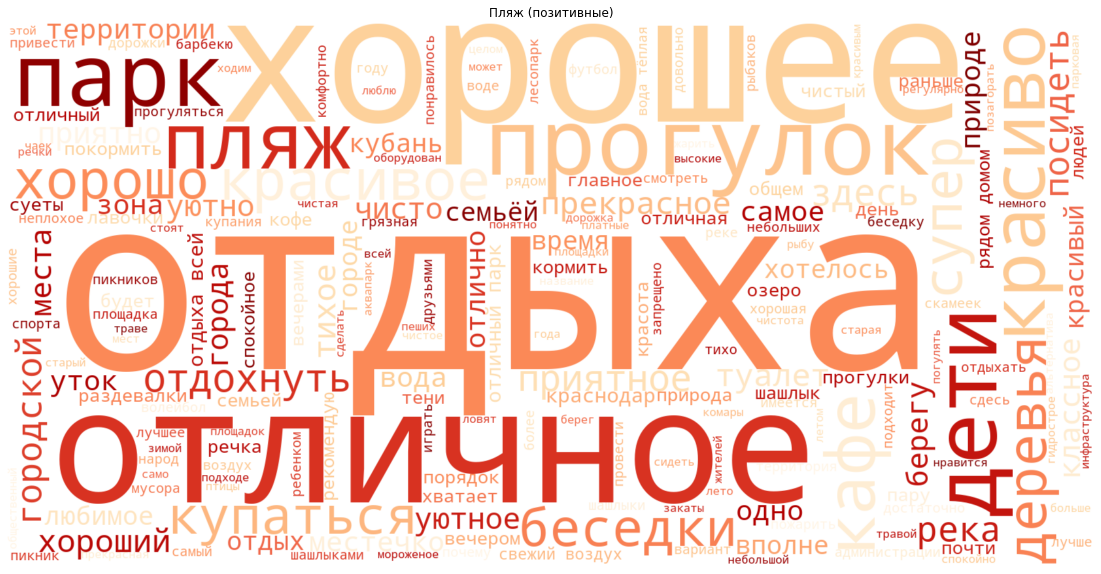 Пляж (позитивные)
этой
территории
хорошее
привести
дорожки
барбекю
парк
ходим
отличный
прогуляться
комфортно
году
люблю
понравилось
целом
может
воде
лесопарк
футбол
вода теплая
довольно
рыбаков
чистый
красивым
раньше
регулярно
природе
позагорать
красиво
посидеть
людей
парковая
приятно
чаек
речки
покормить
пляж
кубань
оборудован
прогулок
высокие
супер
хорошо
красивое
рядом
главное
смотреть
общем
здесь
домом
рядом
немного
суеты
зона
уютно
неплохое
лавочки
купания
кофе
чистая
чисто
грязная
семьёй
прекрасное
понятно
дорожка
платные
отличная
самое
небольших
день
беседку
красивый
места
стоят
отдыха
хорошие
пикников
будет
площадка
траве
мест
спорта
отдыха всей
города
спокойное
вечерами
тихое
городе
сделать
всей
аквапарк
пеших
чистое
друзьями
отлично
отличный парк
время
площадки
кормить
года
красота
запрещено
реке
рыбу
озеро
хотелось
хорошая
чистота
старая
тихо
скамеек
деревья
классное
городской
старый
уток
раздевалки
отдохнуть
семьей
вода
тени
приятное
краснодар
природа
туалет
шашлык
прогулки
погулять
отдыхать
сдесь
дети
отличное
лучшее
зимой
народ
само
мусора
площадок
подходе
речка
воздух
птицы
ребенком
рекомендую
играть
ловят
порядок
хватает
более
берег
провести
комары
сидеть
закаты
жителей
лето
имеется
летом
территория
кафе
подходит
берегу
нравится
инфраструктура
пару
достаточно
больше
любимое
купаться
местечко
уютное
вечером
беседки
шашлыки
одно
вполне
травой
река
почти
лучше
хороший
пикник
самый
отдых
шашлыками
мороженое
свежий воздух
вариант
небольшой
администрации
спокойно